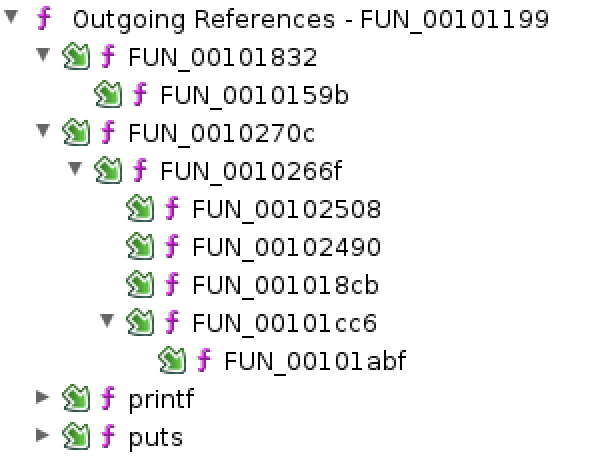 Outgoing References - FUN_00101199
FUN_00101832
FUN_0010159b
FUN_0010270c
FUN_0010266f
FUN_00102508
FUN_00102490
FUN_001018cb
FUN_00101cc6
FUN_00101abf
printf
puts